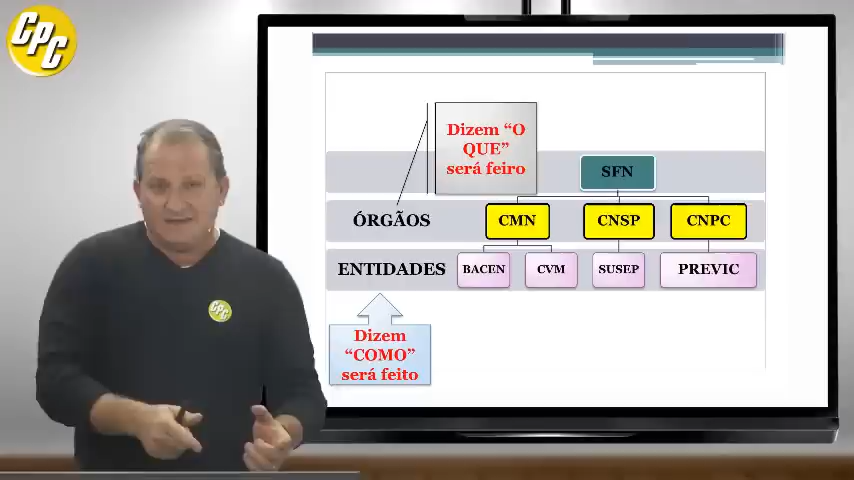 CPC
Dizem “O
QUE”
será feiro
SFN
ÓRGÃOS
CMN
CNSP
CNPC
ENTIDADES
BACEN
CVM
SUSEP
PREVIC
CPC
Dizem
“COMO”
será feito